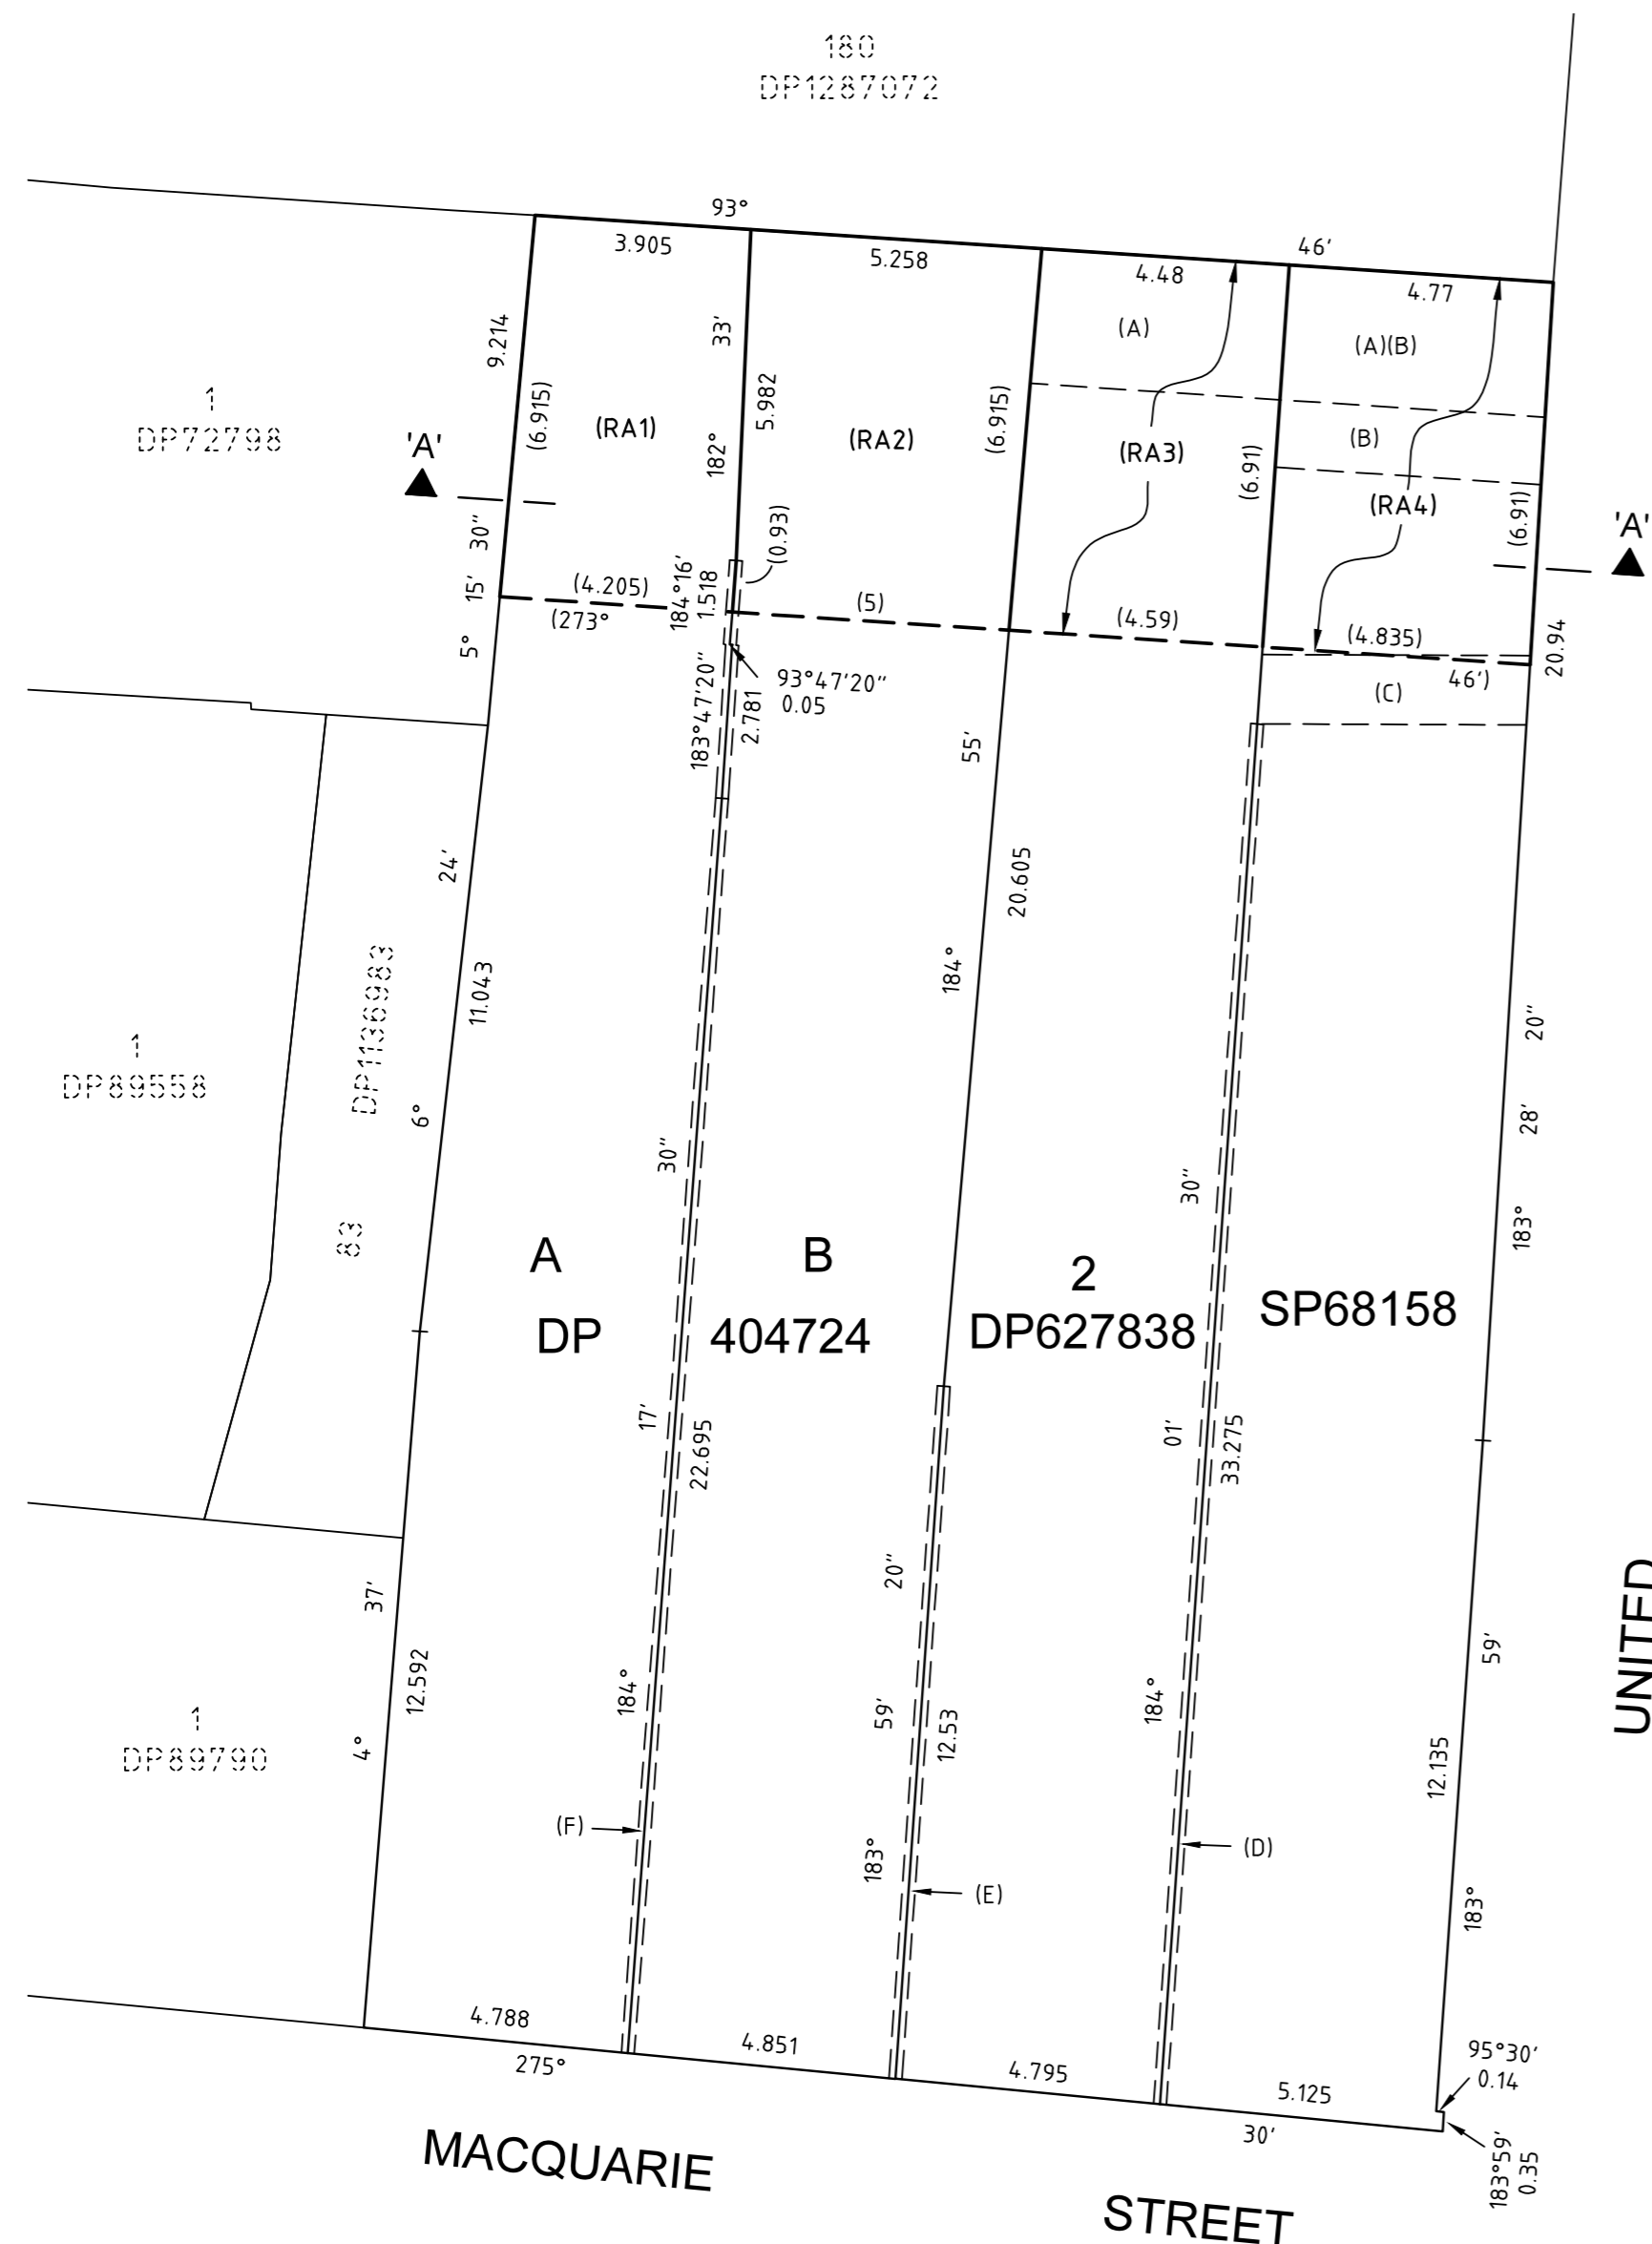 180
DP1287072
93°
46'
3.905
5.258
4.48
4.77
(A)
(A)(B)
9.214
33'
5.982
(6.915)
(6.915)
1
DP72798
'A'
(RA1)
(RA2)
(RA3)
(B)
182°
(6.91)
(RA4)
(6.91)
'A'
30"
(0.93)
15'
(4.205)
184°16'
1.518
(5)
(4.59)
(4.835)
20.94
(273°
46')
5°
93°47'20"
0.05
183°47'20"
2.781
(C)
55'
24'
20.605
184°
DP1136983
11.043
20"
1
DP89558
6°
28'
30"
30"
83
183°
A
B
2
SP68158
DP
404724
DP627838
17'
22.695
01'
33.275
37'
20"
59'
UNITED
12.592
184°
59'
12.53
184°
12.135
1
DP89790
4°
(F)
183°
(D)
(E)
183°
4.788
4.851
4.795
5.125
95°30'
0.14
275°
30'
183°59'
0.35
MACQUARIE
STREET